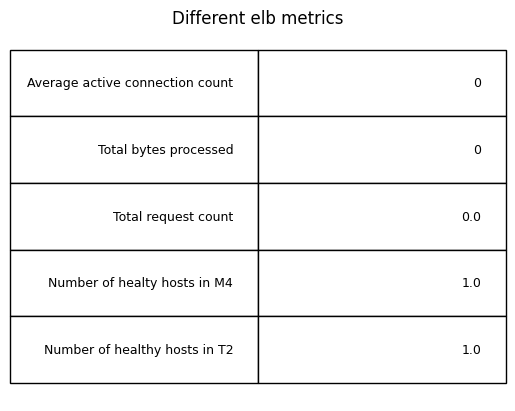 Different elb metrics
Average active connection count 0
Total bytes processed 0
Total request count 0.0
Number of healty hosts in M4 1.0
Number of healthy hosts in T2 1.0